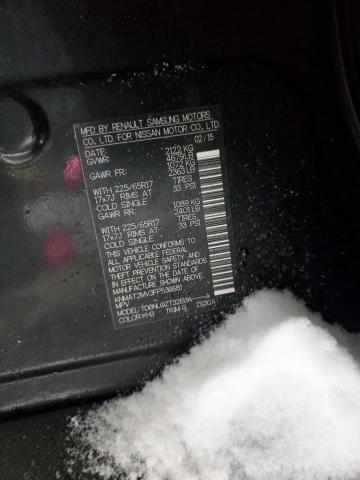 MFD BY RENAULT SAMSUNG MOTORS
CO., LTD. FOR NISSAN MOTOR CO., LTD.
DATE: 02/15
GVWR: 2122 KG
4679 LB
GAWR FR: 1072 KG
2363 LB
WITH 225/65R17 TIRES
17x7J RIMS AT 33 PSI
COLD SINGLE
GAWR RR: 1089 KG
2401 LB
WITH 225/65R17 TIRES
17x7J RIMS AT 33 PSI
COLD SINGLE
THIS VEHICLE CONFORMS TO
ALL APPLICABLE FEDERAL
MOTOR VEHICLE SAFETY AND
THEFT PREVENTION STANDARDS
IN EFFECT ON THE DATE OF
MANUFACTURE SHOWN ABOVE.
MPV
COLOR:KH3 TRIM:G